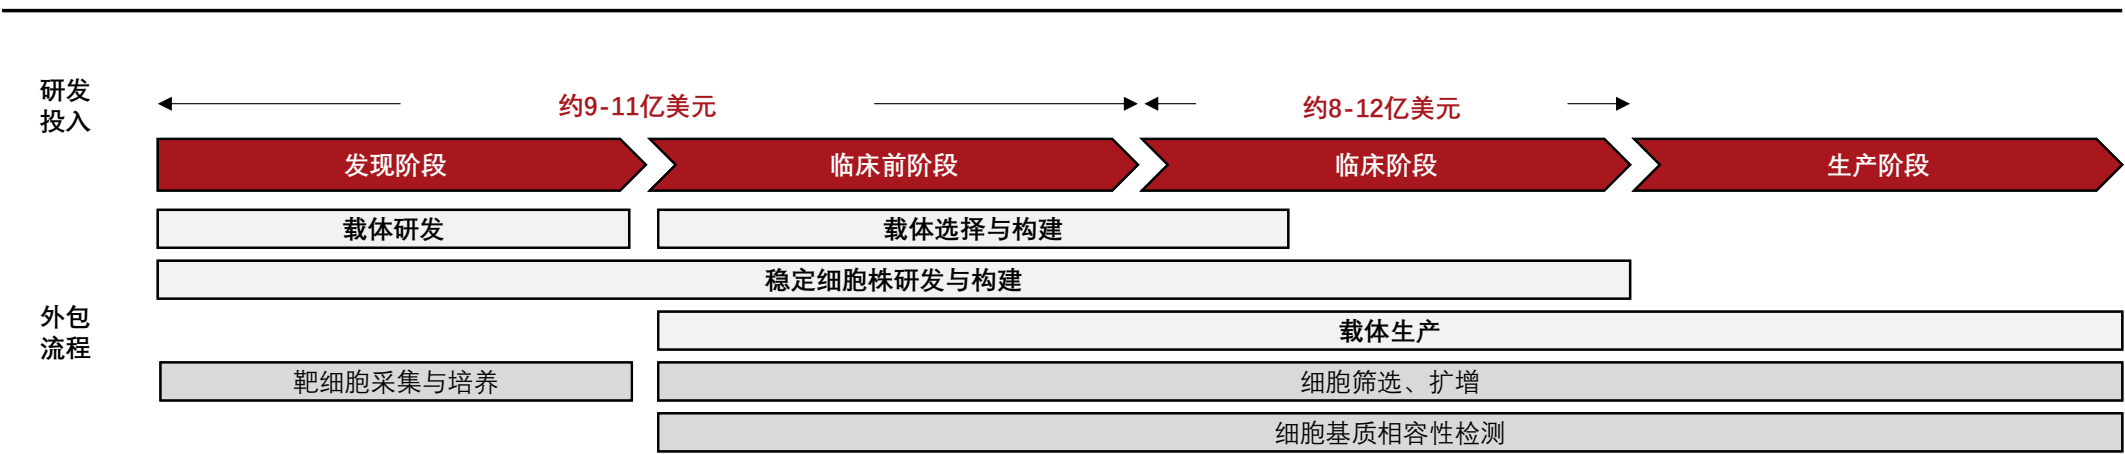 研发
投入
约9-11亿美元
约8-12亿美元
发现阶段
临床前阶段
临床阶段
生产阶段
载体研发
载体选择与构建
稳定细胞株研发与构建
外包
流程
载体生产
靶细胞采集与培养
细胞筛选、扩增
细胞基质相容性检测